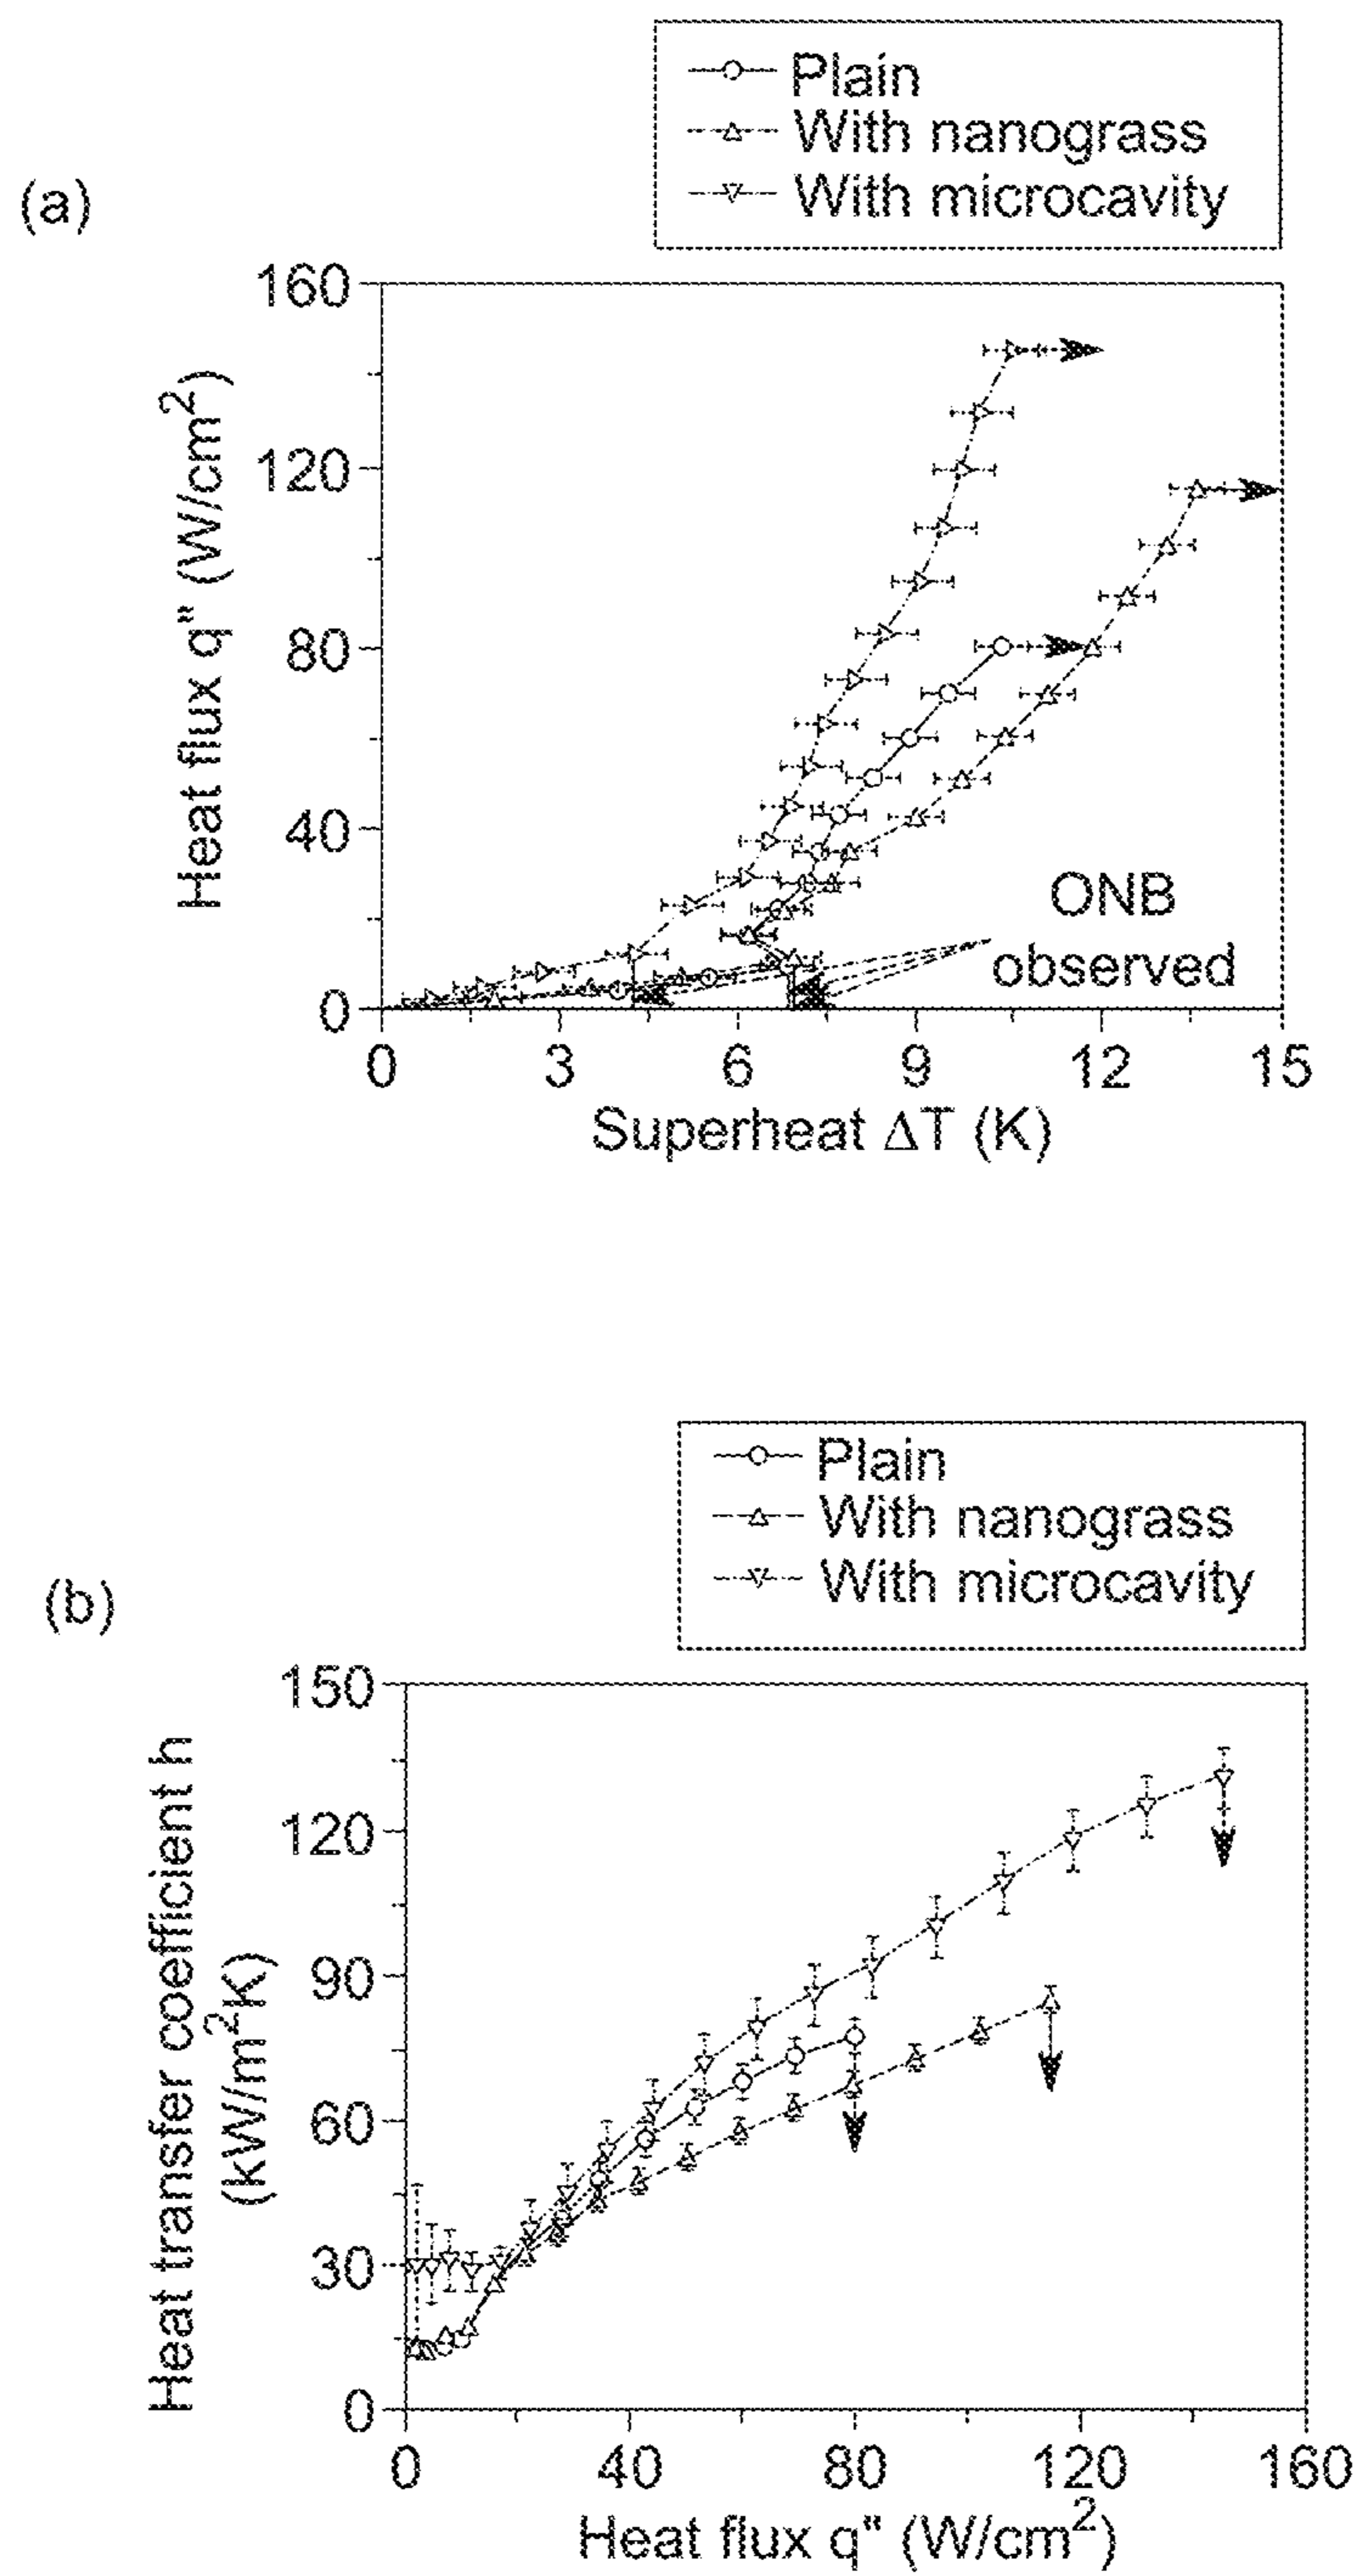 Plain
With nanograss
With microcavity
(a)
Heat flux q" (W/cm²)
160
120
80
40
0
ONB
observed
0 3 6 9 12 15
Superheat ΔT (K)
Plain
With nanograss
With microcavity
(b)
Heat transfer coefficient h
(kW/m²K)
150
120
90
60
30
0
0 40 80 120 160
Heat flux q" (W/cm²)